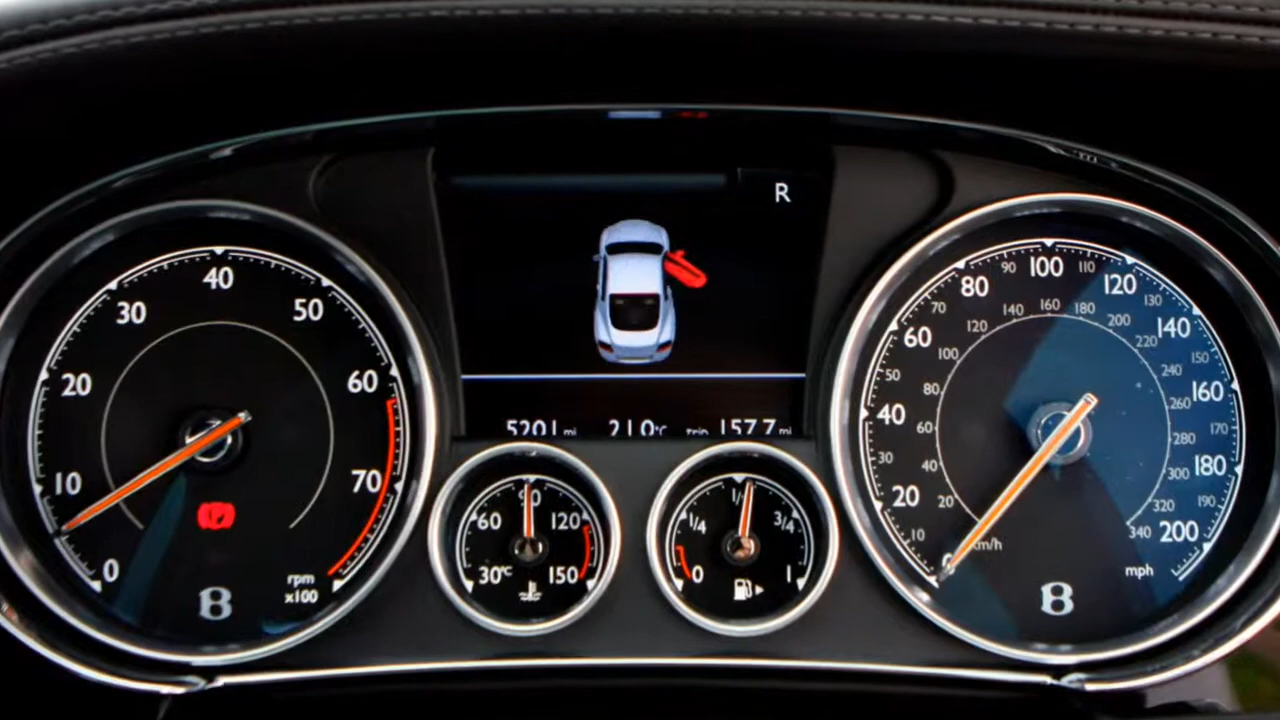 R
5201 mi 21.0°C trip 157.7 mi
0 10 20 30 40 50 60 70
rpm
x100
30°C 60 90 120 150
0 1/4 1/2 3/4 1
0 10 20 30 40 50 60 70 80 90 100 110 120 130 140 150 160 170 180 190 200
mph
20 40 60 80 100 120 140 160 180 200 220 240 260 280 300 320 340
km/h
B
B